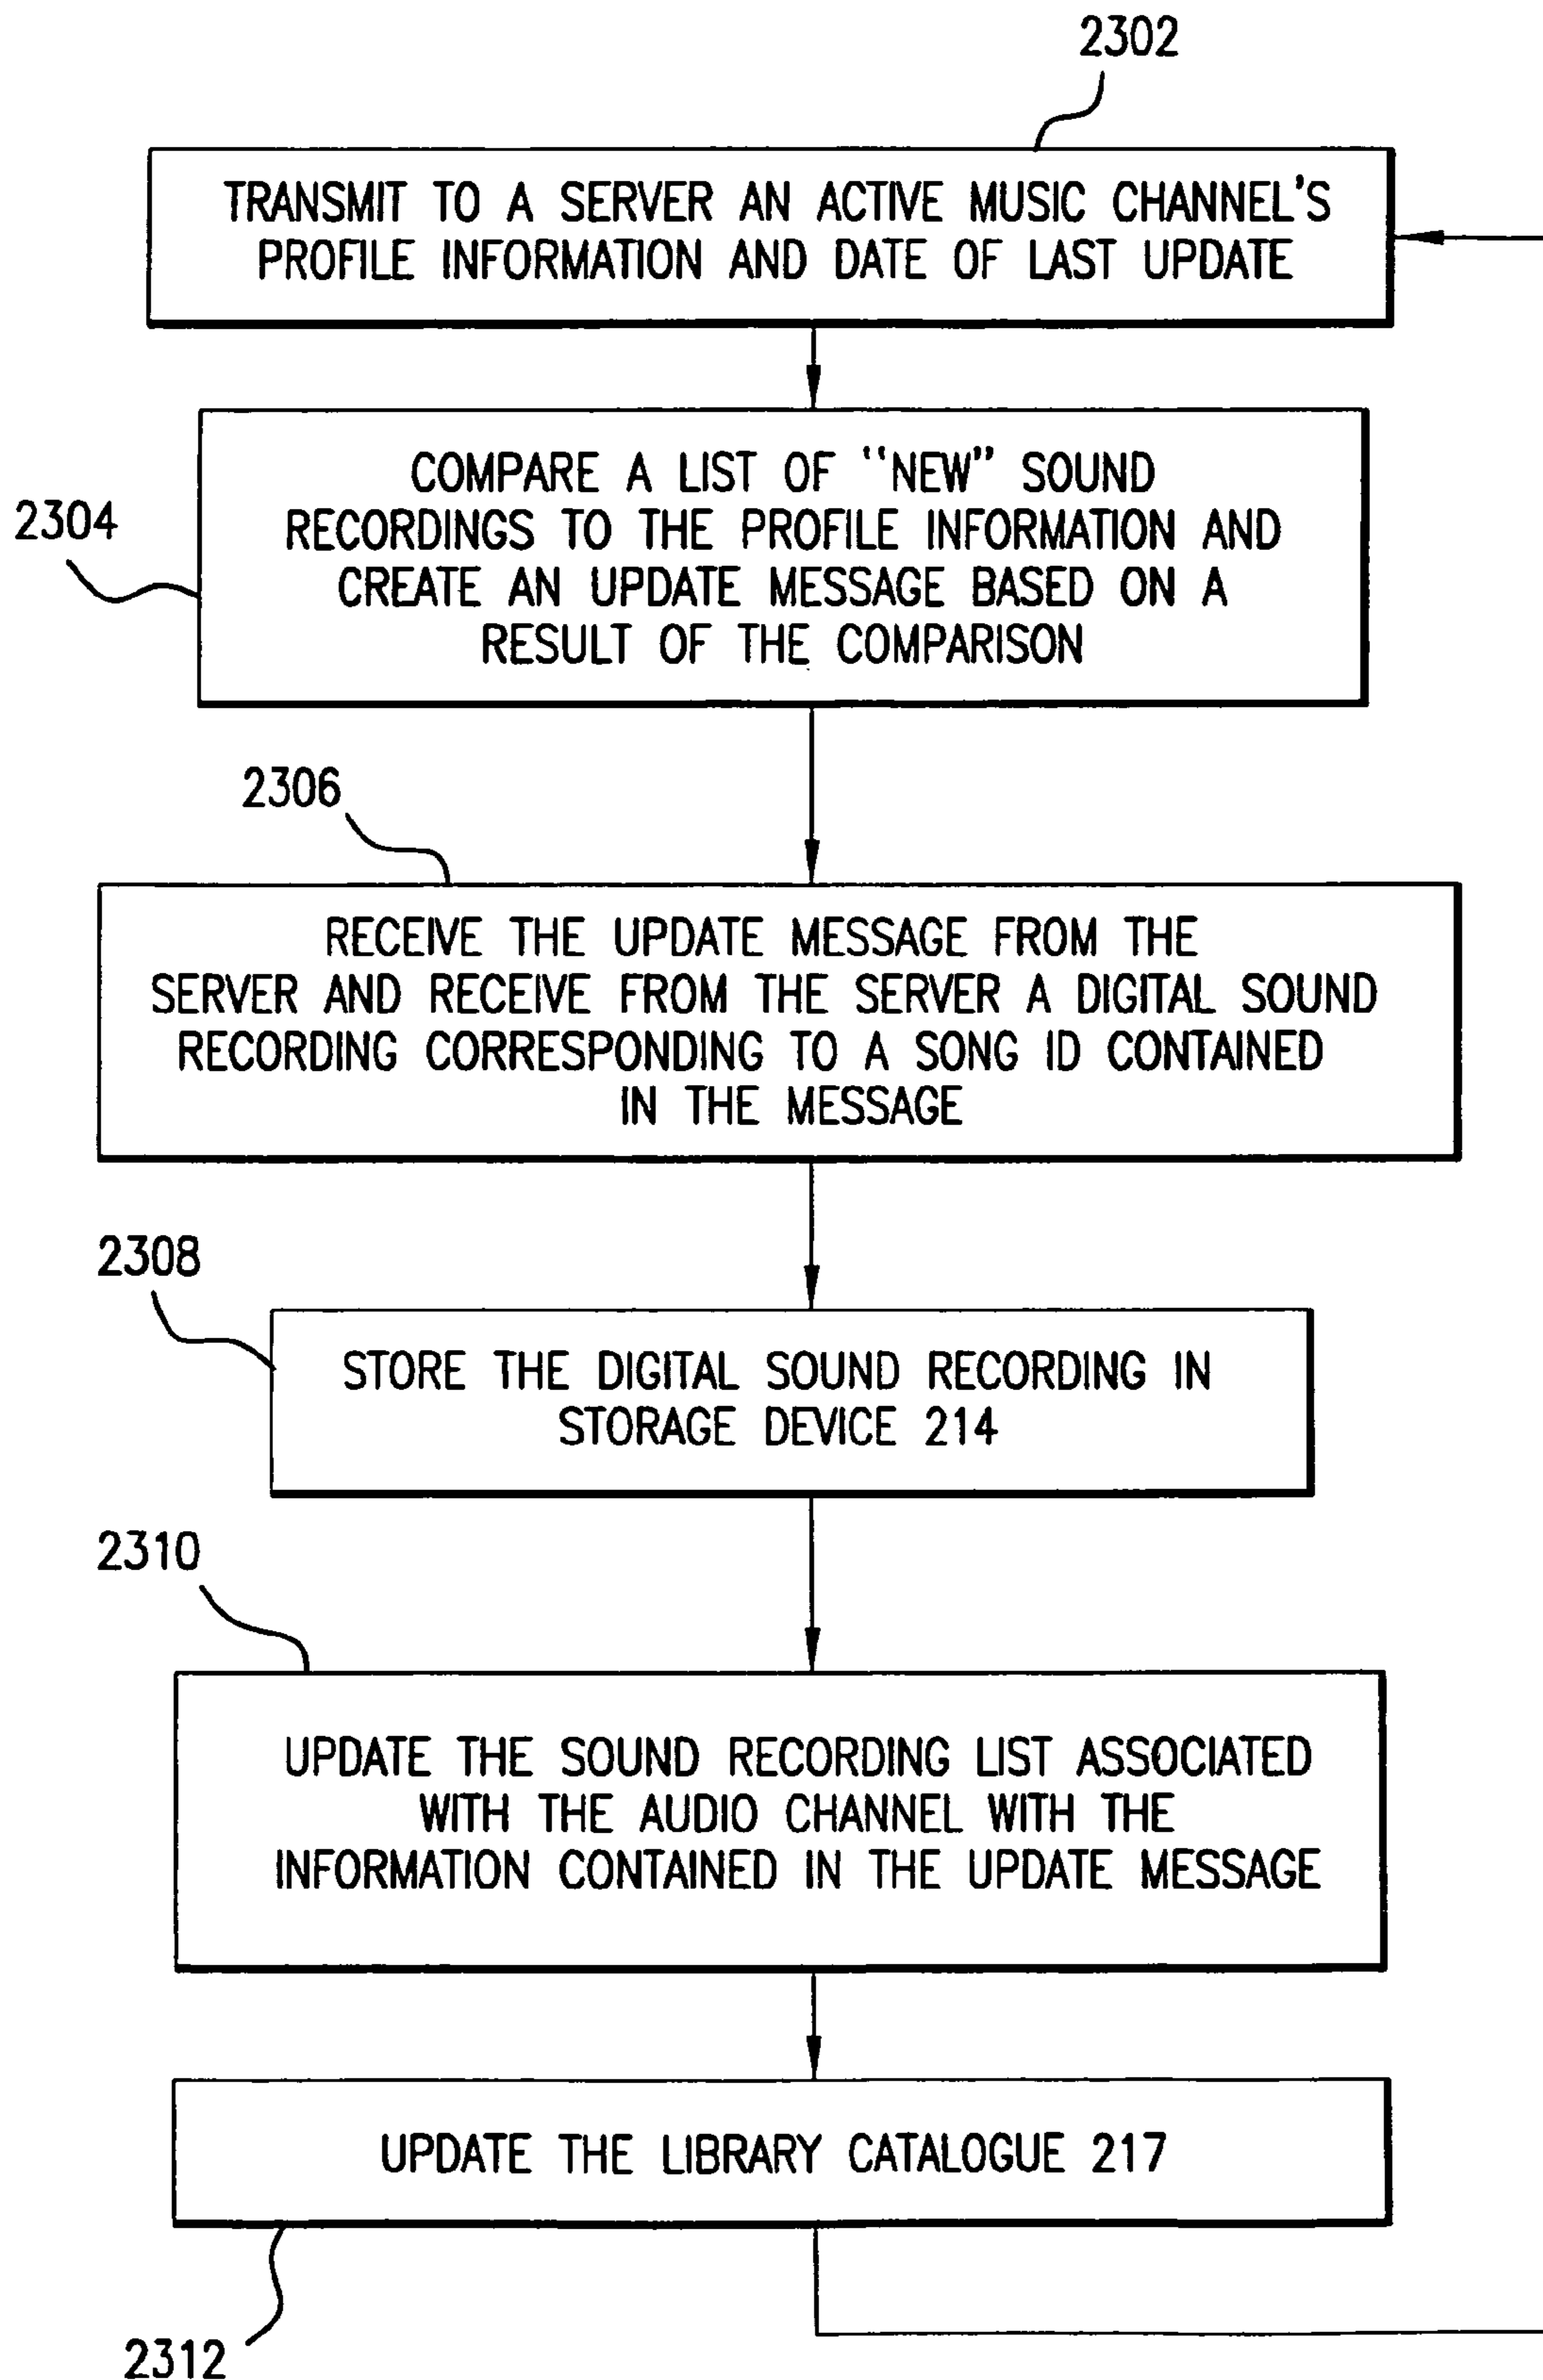 2302
TRANSMIT TO A SERVER AN ACTIVE MUSIC CHANNEL'S
PROFILE INFORMATION AND DATE OF LAST UPDATE
2304
COMPARE A LIST OF "NEW" SOUND
RECORDINGS TO THE PROFILE INFORMATION AND
CREATE AN UPDATE MESSAGE BASED ON A
RESULT OF THE COMPARISON
2306
RECEIVE THE UPDATE MESSAGE FROM THE
SERVER AND RECEIVE FROM THE SERVER A DIGITAL SOUND
RECORDING CORRESPONDING TO A SONG ID CONTAINED
IN THE MESSAGE
2308
STORE THE DIGITAL SOUND RECORDING IN
STORAGE DEVICE 214
2310
UPDATE THE SOUND RECORDING LIST ASSOCIATED
WITH THE AUDIO CHANNEL WITH THE
INFORMATION CONTAINED IN THE UPDATE MESSAGE
UPDATE THE LIBRARY CATALOGUE 217
2312